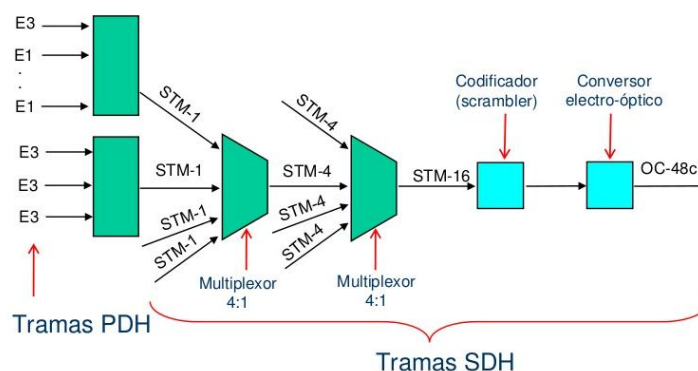 E3
E1
.
.
E1
STM-1
E3
E3
E3
STM-1
STM-1
STM-1
Multiplexor
4:1
STM-4
STM-4
STM-4
STM-4
Multiplexor
4:1
STM-16
Codificador
(scrambler)
Conversor
electro-óptico
OC-48c
Tramas PDH
Tramas SDH